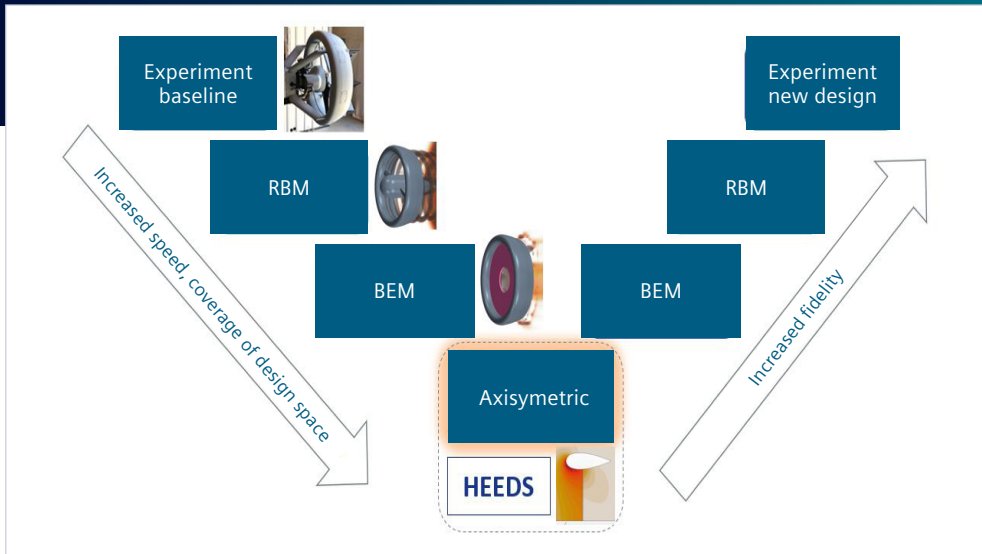 Experiment
baseline
Experiment
new design
RBM
RBM
Increased speed, coverage of design space
BEM
BEM
Increased fidelity
Axisymetric
HEEDS